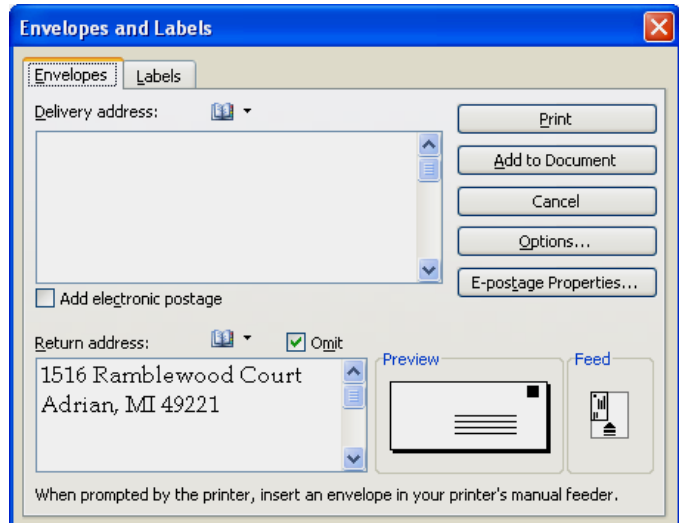 Envelopes and Labels
Envelopes
Labels
Delivery address:
Print
Add to Document
Cancel
Options...
E-postage Properties...
Add electronic postage
Return address:
Omit
1516 Ramblewood Court
Adrian, MI 49221
Preview
Feed
When prompted by the printer, insert an envelope in your printer's manual feeder.